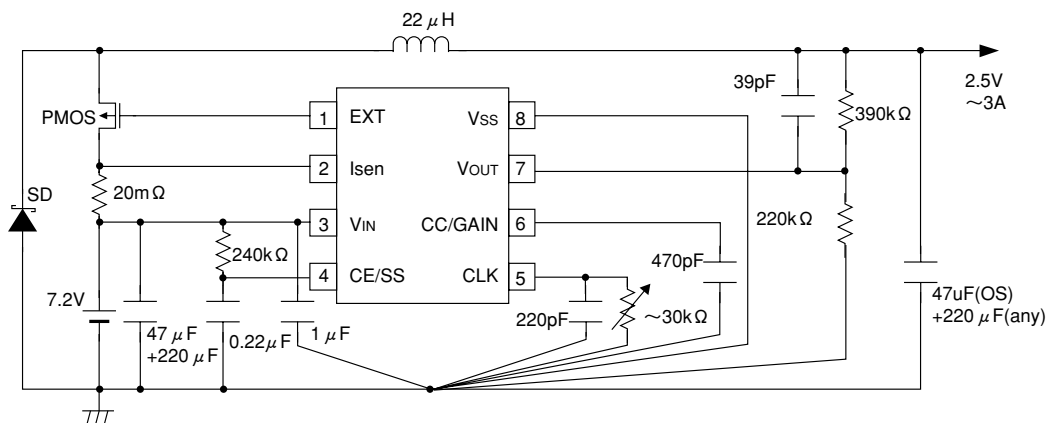 22 μH
PMOS
20mΩ
SD
7.2V
47 μF
+220 μF
240kΩ
0.22μF
1 μF
1 EXT
2 Isen
3 VIN
4 CE/SS
VSS 8
VOUT 7
CC/GAIN 6
CLK 5
220pF
~30kΩ
470pF
39pF
390kΩ
220kΩ
2.5V
~3A
47uF(OS)
+220 μF(any)